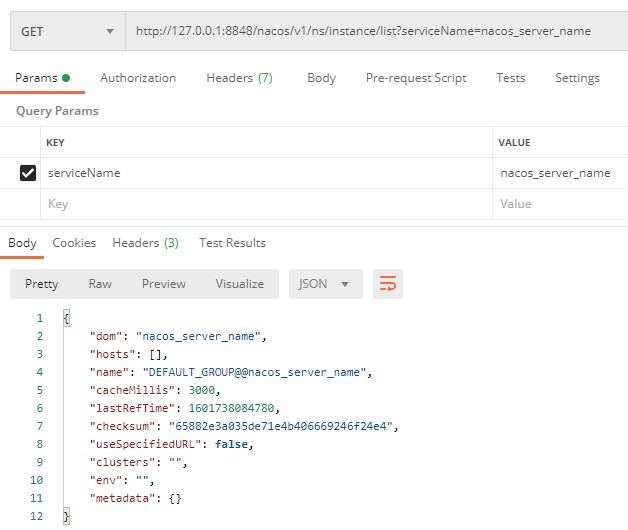 GET http://127.0.0.1:8848/nacos/v1/ns/instance/list?serviceName=nacos_server_name
Params Authorization Headers (7) Body Pre-request Script Tests Settings
Query Params
KEY VALUE
serviceName nacos_server_name
Key Value
Body Cookies Headers (3) Test Results
Pretty Raw Preview Visualize JSON
1 {
2 "dom": "nacos_server_name",
3 "hosts": [],
4 "name": "DEFAULT_GROUP@@nacos_server_name",
5 "cacheMillis": 3000,
6 "lastRefTime": 1601738084780,
7 "checksum": "65882e3a035de71e4b406669246f24e4",
8 "useSpecifiedURL": false,
9 "clusters": "",
10 "env": "",
11 "metadata": {}
12 }